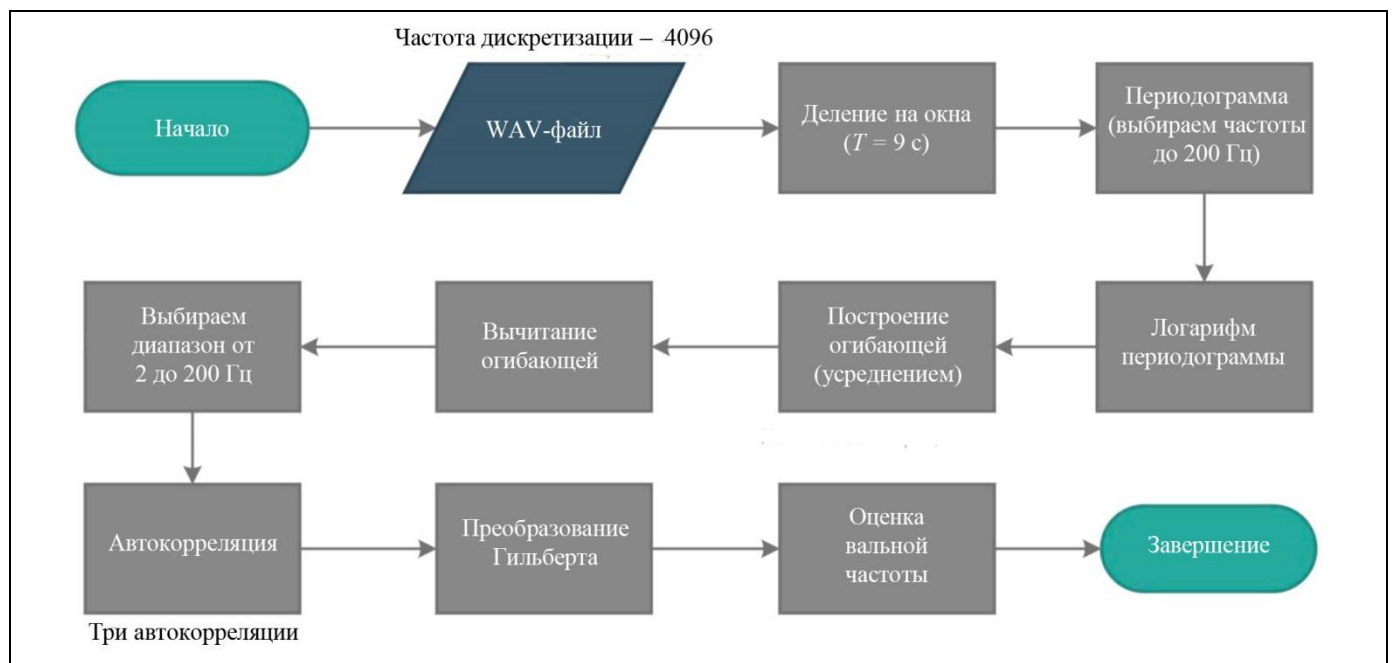 Частота дискретизации – 4096
Начало
WAV-файл
Деление на окна
(T = 9 с)
Периодограмма
(выбираем частоты
до 200 Гц)
Выбираем
диапазон от
2 до 200 Гц
Вычитание
огибающей
Построение
огибающей
(усреднением)
Логарифм
периодограммы
Автокорреляция
Преобразование
Гильберта
Оценка
вальной
частоты
Завершение
Три автокорреляции